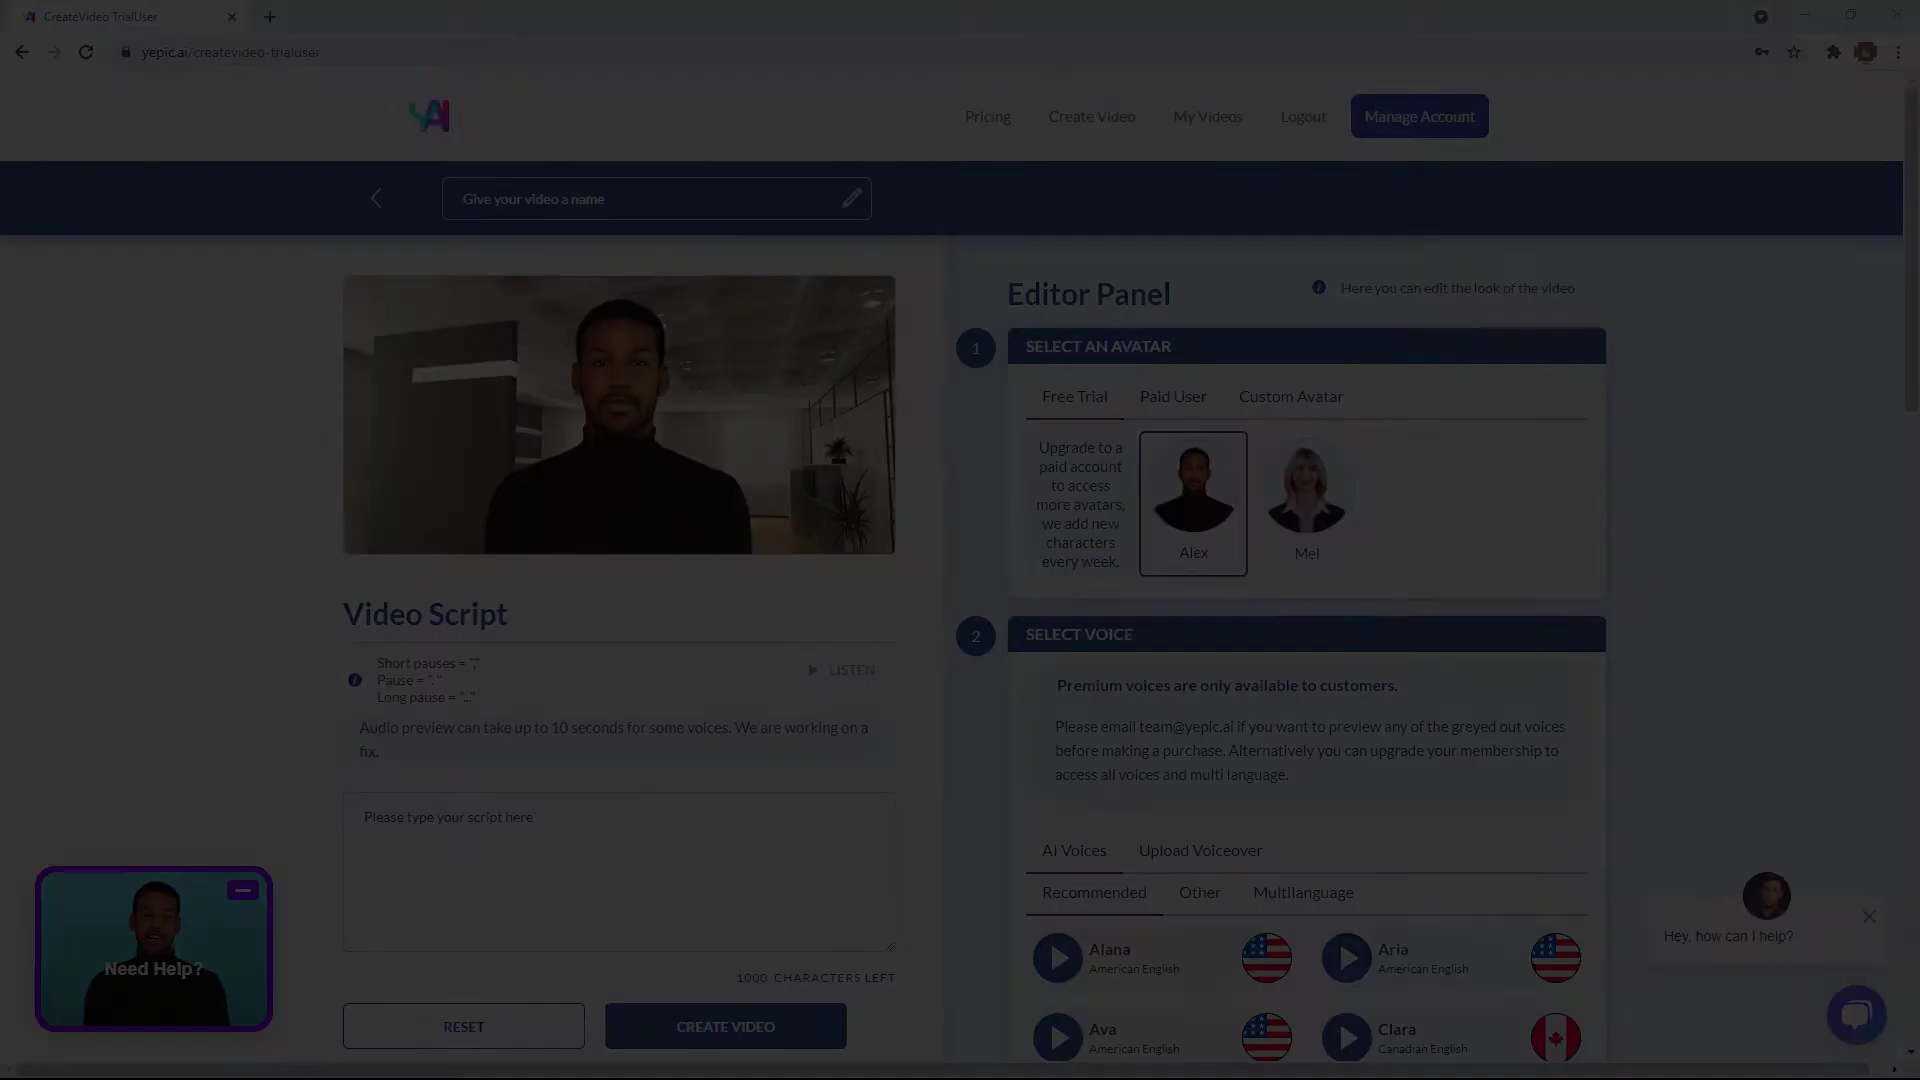 CreateVideo TrialUser
yepic.ai/createvideo-trialuser
YAI
Pricing
Create Video
My Videos
Logout
Manage Account
Give your video a name
Editor Panel
Here you can edit the look of the video
1
SELECT AN AVATAR
Free Trial
Paid User
Custom Avatar
Upgrade to a
paid account
to access
more avatars,
we add new
characters
every week.
Alex
Mel
Video Script
Short pauses = ","
Pause = ". "
Long pause = "..."
LISTEN
Audio preview can take up to 10 seconds for some voices. We are working on a
fix.
Please type your script here
1000 CHARACTERS LEFT
RESET
CREATE VIDEO
Need Help?
2
SELECT VOICE
Premium voices are only available to customers.
Please email team@yepic.ai if you want to preview any of the greyed out voices
before making a purchase. Alternatively you can upgrade your membership to
access all voices and multi language.
AI Voices
Upload Voiceover
Recommended
Other
Multilanguage
Alana
American English
Aria
American English
Ava
American English
Clara
Canadian English
Hey, how can I help?